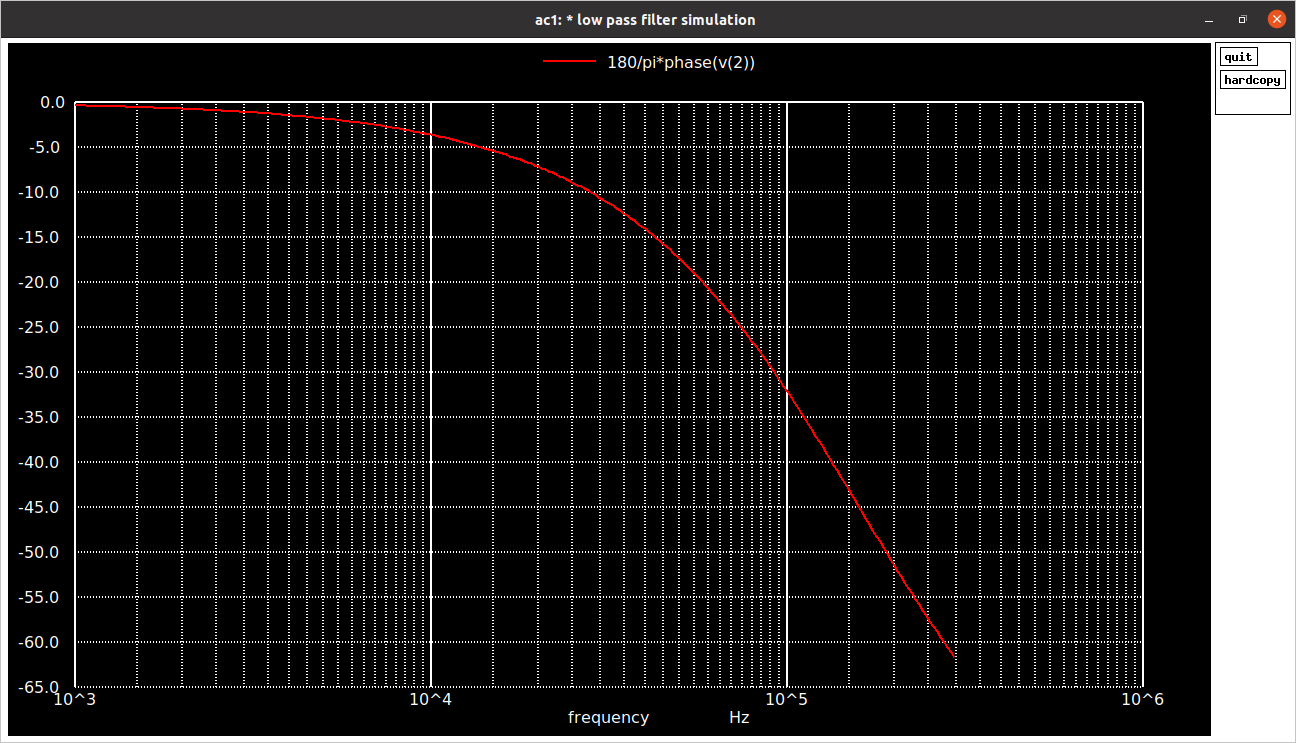 ac1: * low pass filter simulation
quit
hardcopy
180/pi*phase(v(2))
0.0
-5.0
-10.0
-15.0
-20.0
-25.0
-30.0
-35.0
-40.0
-45.0
-50.0
-55.0
-60.0
-65.0
10^3 10^4 10^5 10^6
frequency Hz